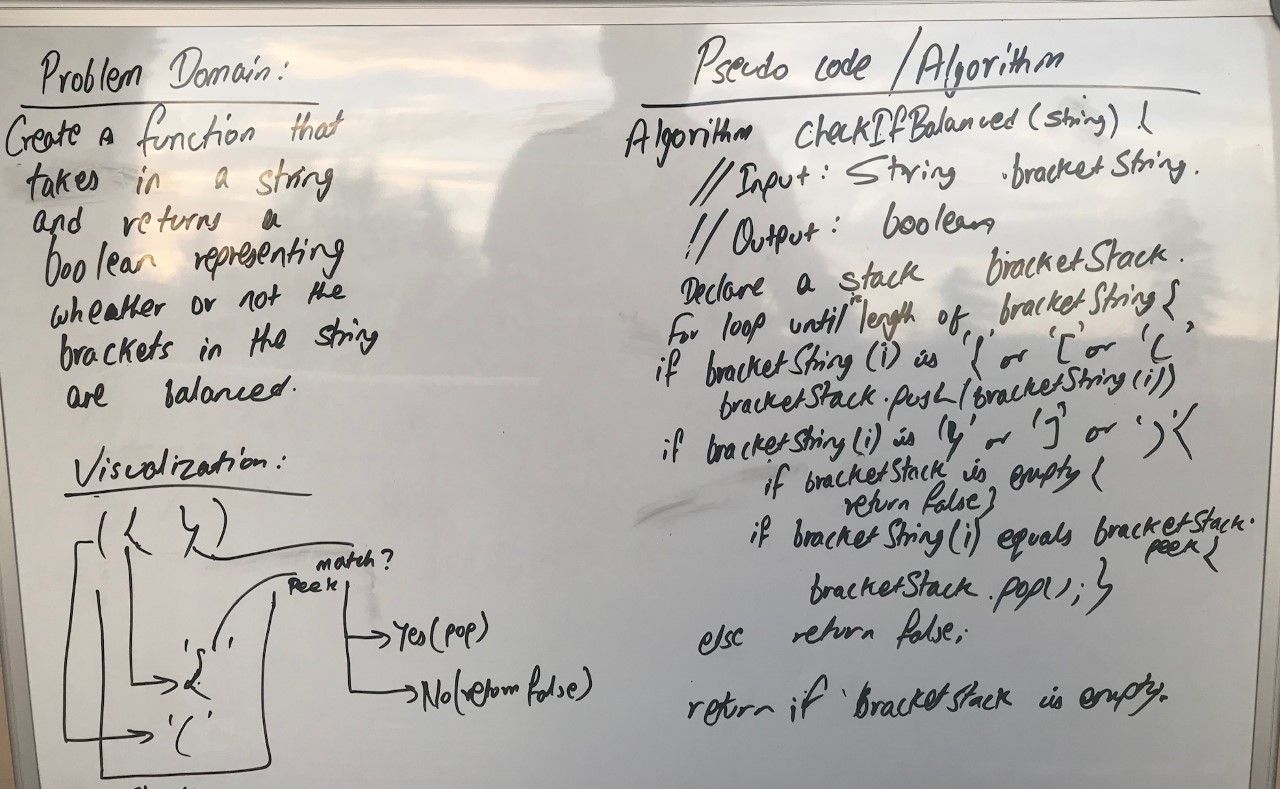 Problem Domain:
Create a function that
takes in a string
and returns a
boolean representing
wheather or not the
brackets in the string
are balanced.
Visualization:
( { } )
match?
Peek
Yes(pop)
No(return false)
'{'
'('
Pseudo code / Algorithm
Algorithm checkIfBalanced (string) {
// Input: String bracketString.
// Output: boolean
Declare a stack bracketStack.
For loop until length of bracketString {
if bracketString (i) is '{' or '[' or '('
bracketStack.push(bracketString(i))
if bracketString(i) is '}' or ']' or ')' {
if bracketStack is empty {
return false}
if bracketString(i) equals bracketStack.
peek {
bracketStack.pop(); }
else return false;
return if bracketStack is empty.